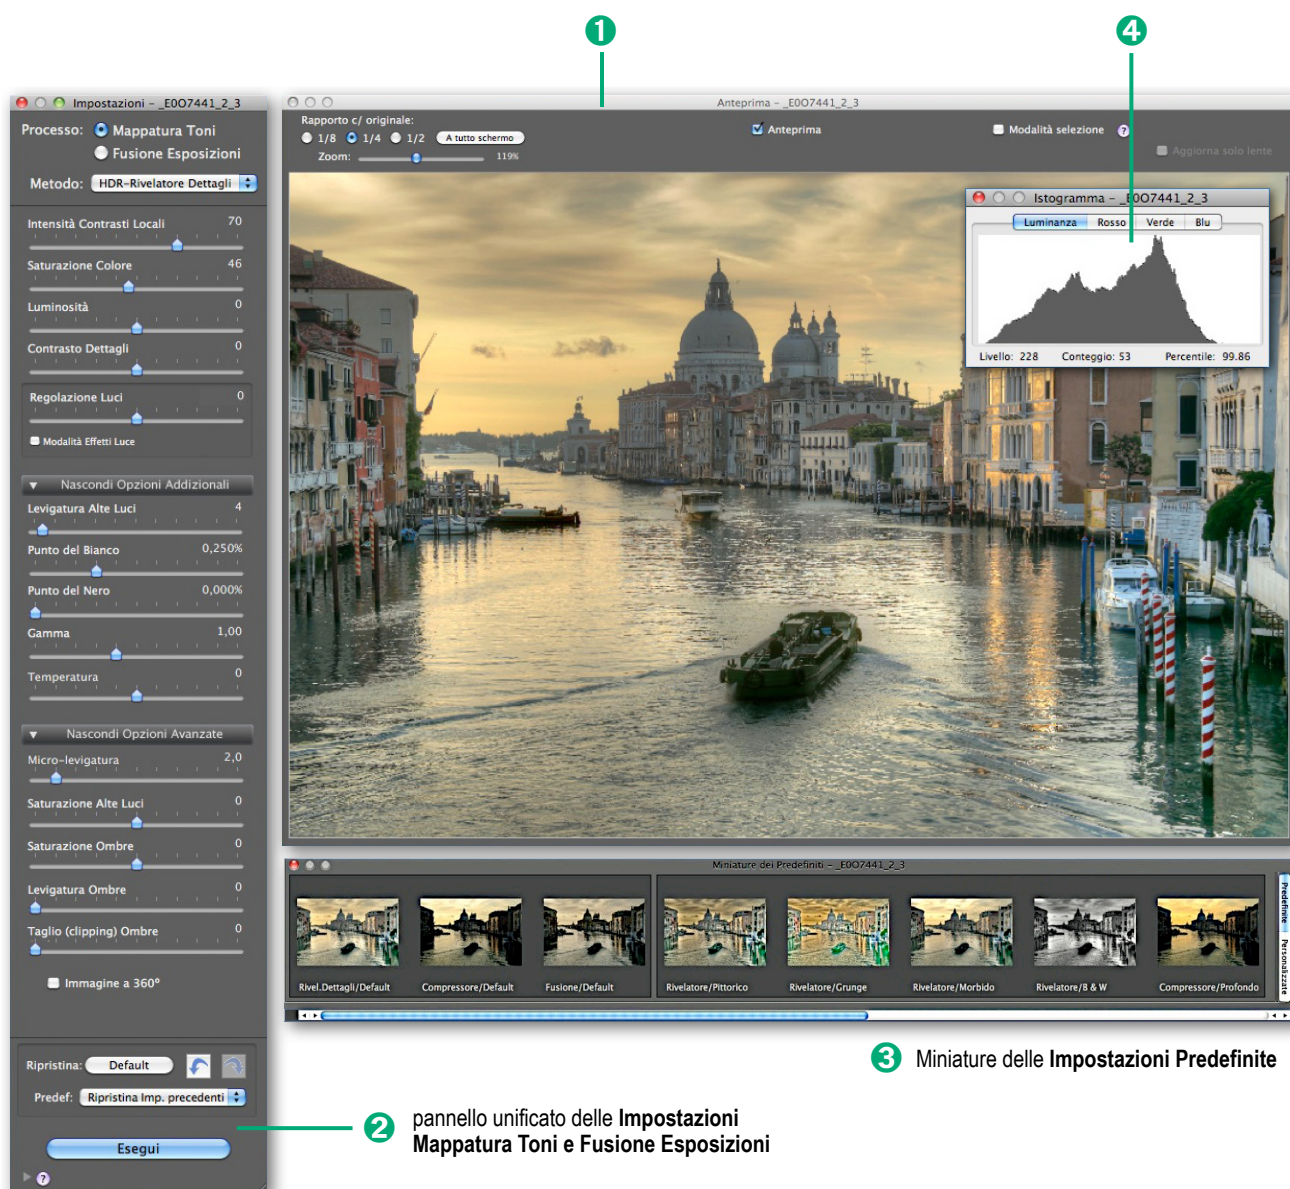 1
4
Impostazioni – _E0O7441_2_3
Processo: Mappatura Toni
Fusione Esposizioni
Metodo: HDR-Rivelatore Dettagli
Intensità Contrasti Locali 70
Saturazione Colore 46
Luminosità 0
Contrasto Dettagli 0
Regolazione Luci 0
Modalità Effetti Luce
Nascondi Opzioni Addizionali
Levigatura Alte Luci 4
Punto del Bianco 0,250%
Punto del Nero 0,000%
Gamma 1,00
Temperatura 0
Nascondi Opzioni Avanzate
Micro-levigatura 2,0
Saturazione Alte Luci 0
Saturazione Ombre 0
Levigatura Ombre 0
Taglio (clipping) Ombre 0
Immagine a 360°
Ripristina: Default
Predef: Ripristina Imp. precedenti
Esegui
?
Anteprima – _E0O7441_2_3
Rapporto c/ originale:
1/8 1/4 1/2 A tutto schermo
Zoom: 119%
Anteprima
Modalità selezione ?
Aggiorna solo lente
Istogramma – _E0O7441_2_3
Luminanza Rosso Verde Blu
Livello: 228 Conteggio: 53 Percentile: 99.86
Miniature dei Predefiniti – _E0O7441_2_3
Rivel.Dettagli/Default Compressore/Default Fusione/Default Rivelatore/Pittorico Rivelatore/Grunge Rivelatore/Morbido Rivelatore/B & W Compressore/Profondo
Predefinite
Personalizzate
3 Miniature delle Impostazioni Predefinite
2 pannello unificato delle Impostazioni
Mappatura Toni e Fusione Esposizioni